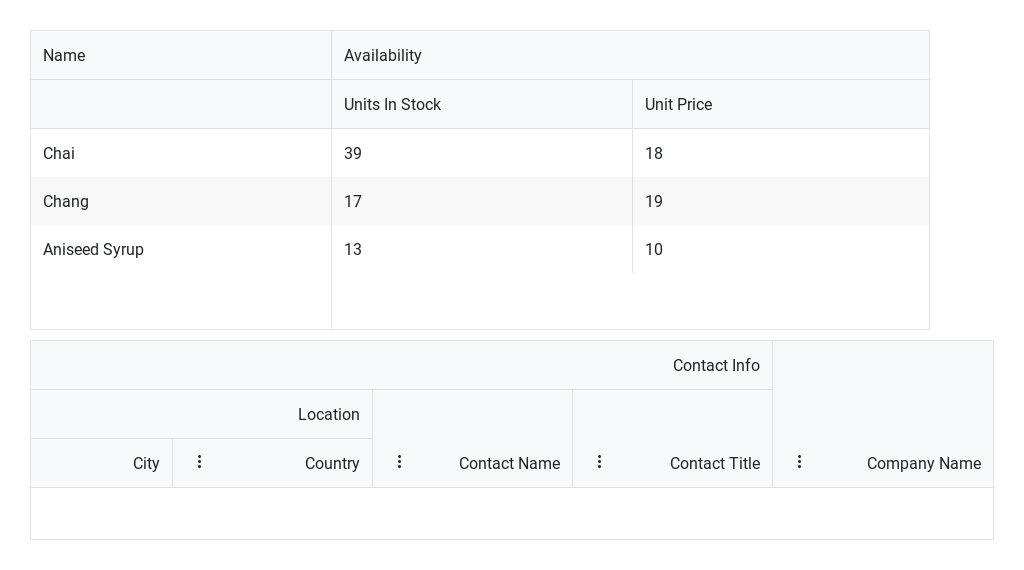 Name Availability
Units In Stock Unit Price
Chai 39 18
Chang 17 19
Aniseed Syrup 13 10
Contact Info
Location
City Country Contact Name Contact Title Company Name